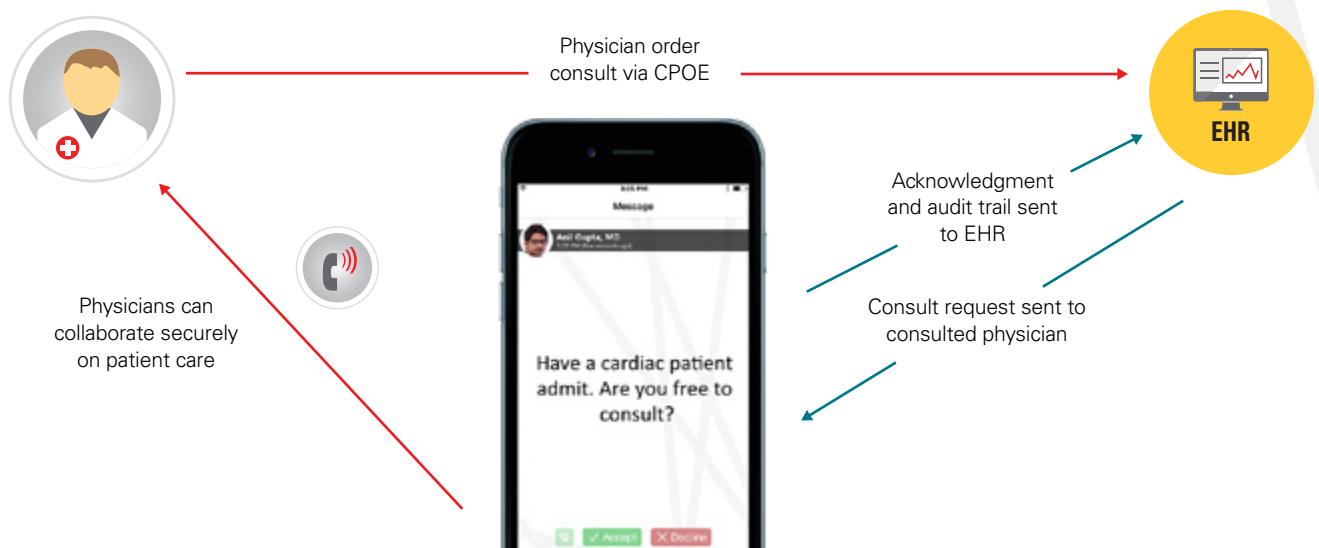 Physician order
consult via CPOE
EHR
Acknowledgment
and audit trail sent
to EHR
Consult request sent to
consulted physician
Physicians can
collaborate securely
on patient care
Message
Anil Gupta, MD
Have a cardiac patient
admit. Are you free to
consult?
✓ Accept
X Decline